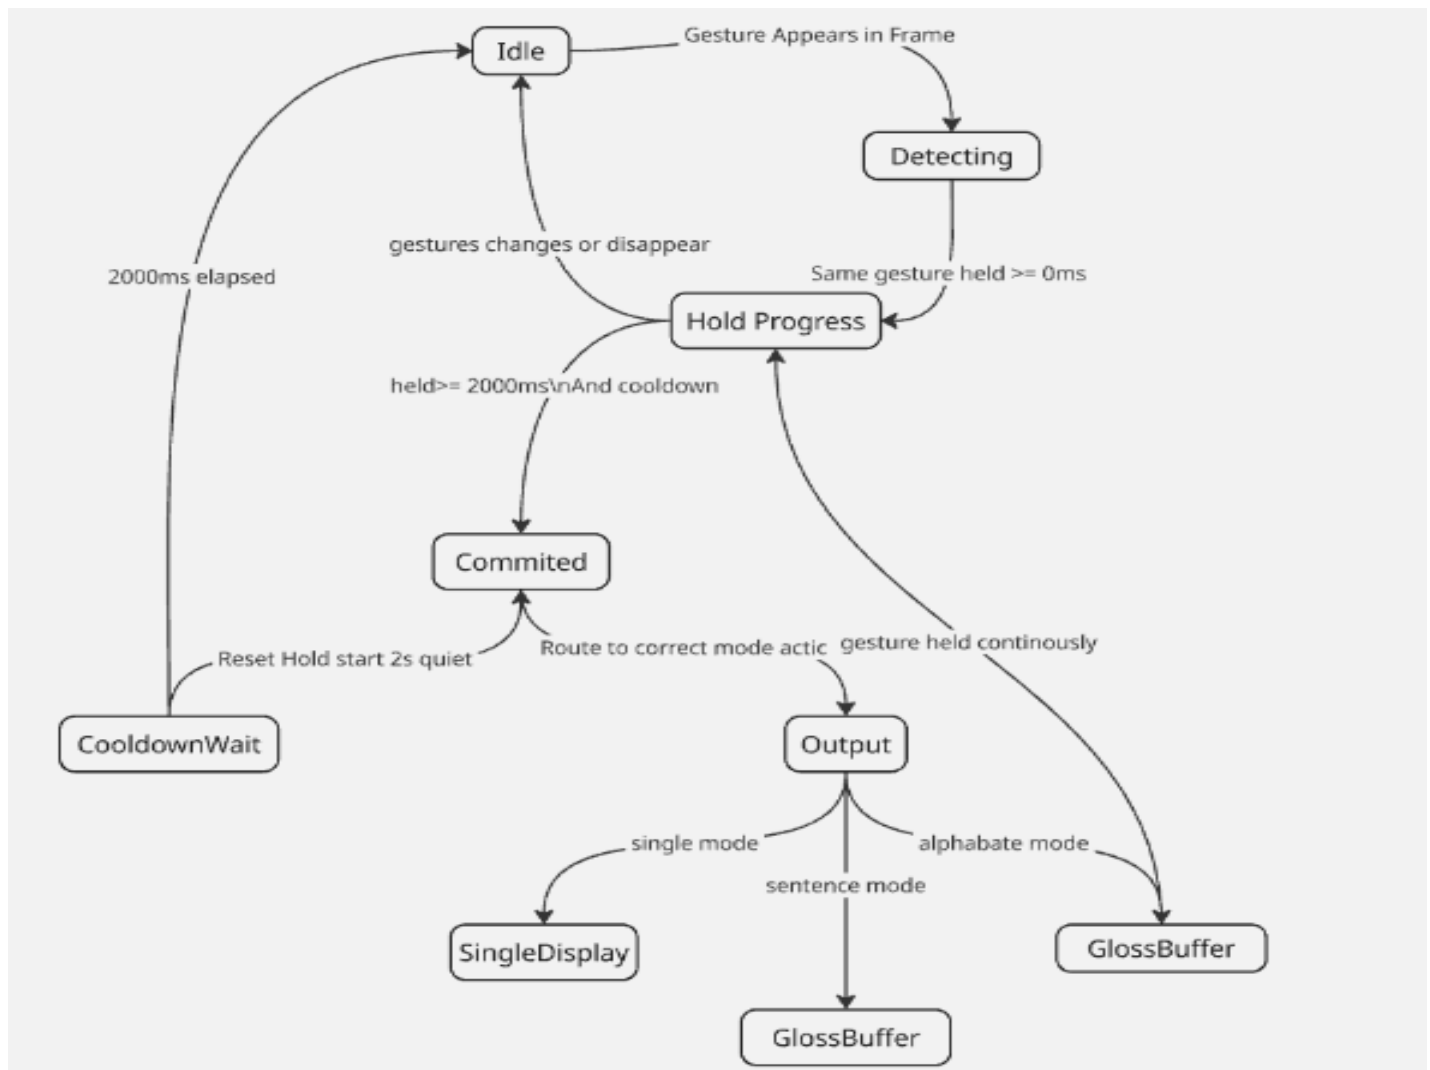 Idle
Gesture Appears in Frame
Detecting
gestures changes or disappear
2000ms elapsed
Same gesture held >= 0ms
Hold Progress
held>= 2000ms\nAnd cooldown
Commited
Reset Hold start 2s quiet
Route to correct mode actic
gesture held continously
CooldownWait
Output
single mode
alphabate mode
sentence mode
SingleDisplay
GlossBuffer
GlossBuffer